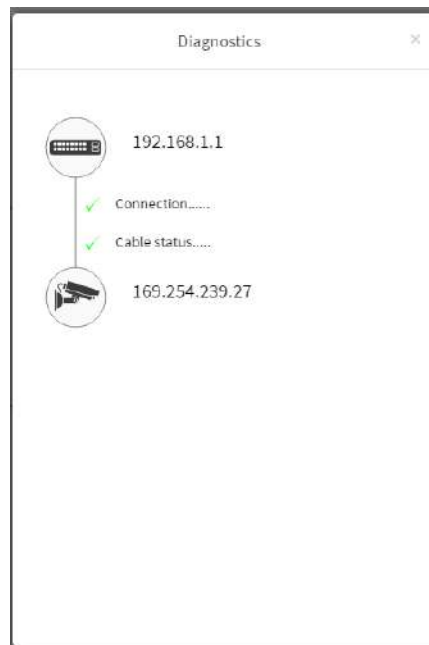 Diagnostics ×
192.168.1.1
Connection......
Cable status.....
169.254.239.27